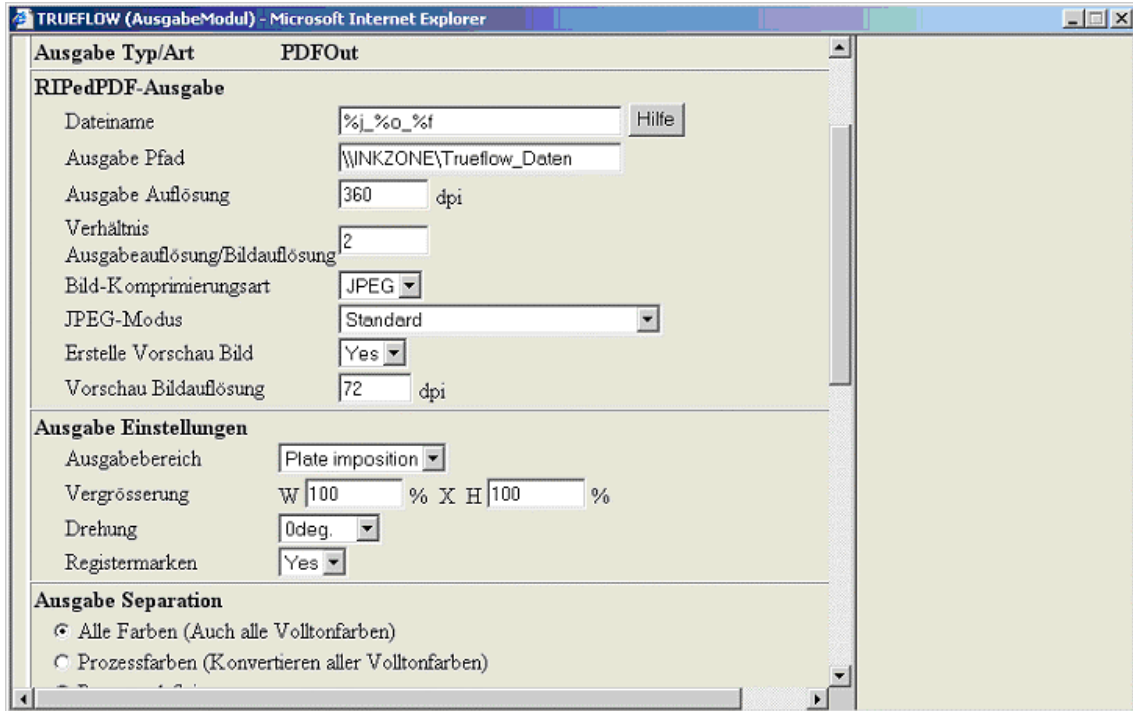 TRUEFLOW (AusgabeModul) - Microsoft Internet Explorer
Ausgabe Typ/Art PDFOut
RIPedPDF-Ausgabe
Dateiname %j_%o_%f Hilfe
Ausgabe Pfad \\INKZONE\Trueflow_Daten
Ausgabe Auflösung 360 dpi
Verhältnis
Ausgabeauflösung/Bildauflösung 2
Bild-Komprimierungsart JPEG
JPEG-Modus Standard
Erstelle Vorschau Bild Yes
Vorschau Bildauflösung 72 dpi
Ausgabe Einstellungen
Ausgabebereich Plate imposition
Vergrösserung W 100 % X H 100 %
Drehung 0deg.
Registermarken Yes
Ausgabe Separation
Alle Farben (Auch alle Volltonfarben)
Prozessfarben (Konvertieren aller Volltonfarben)